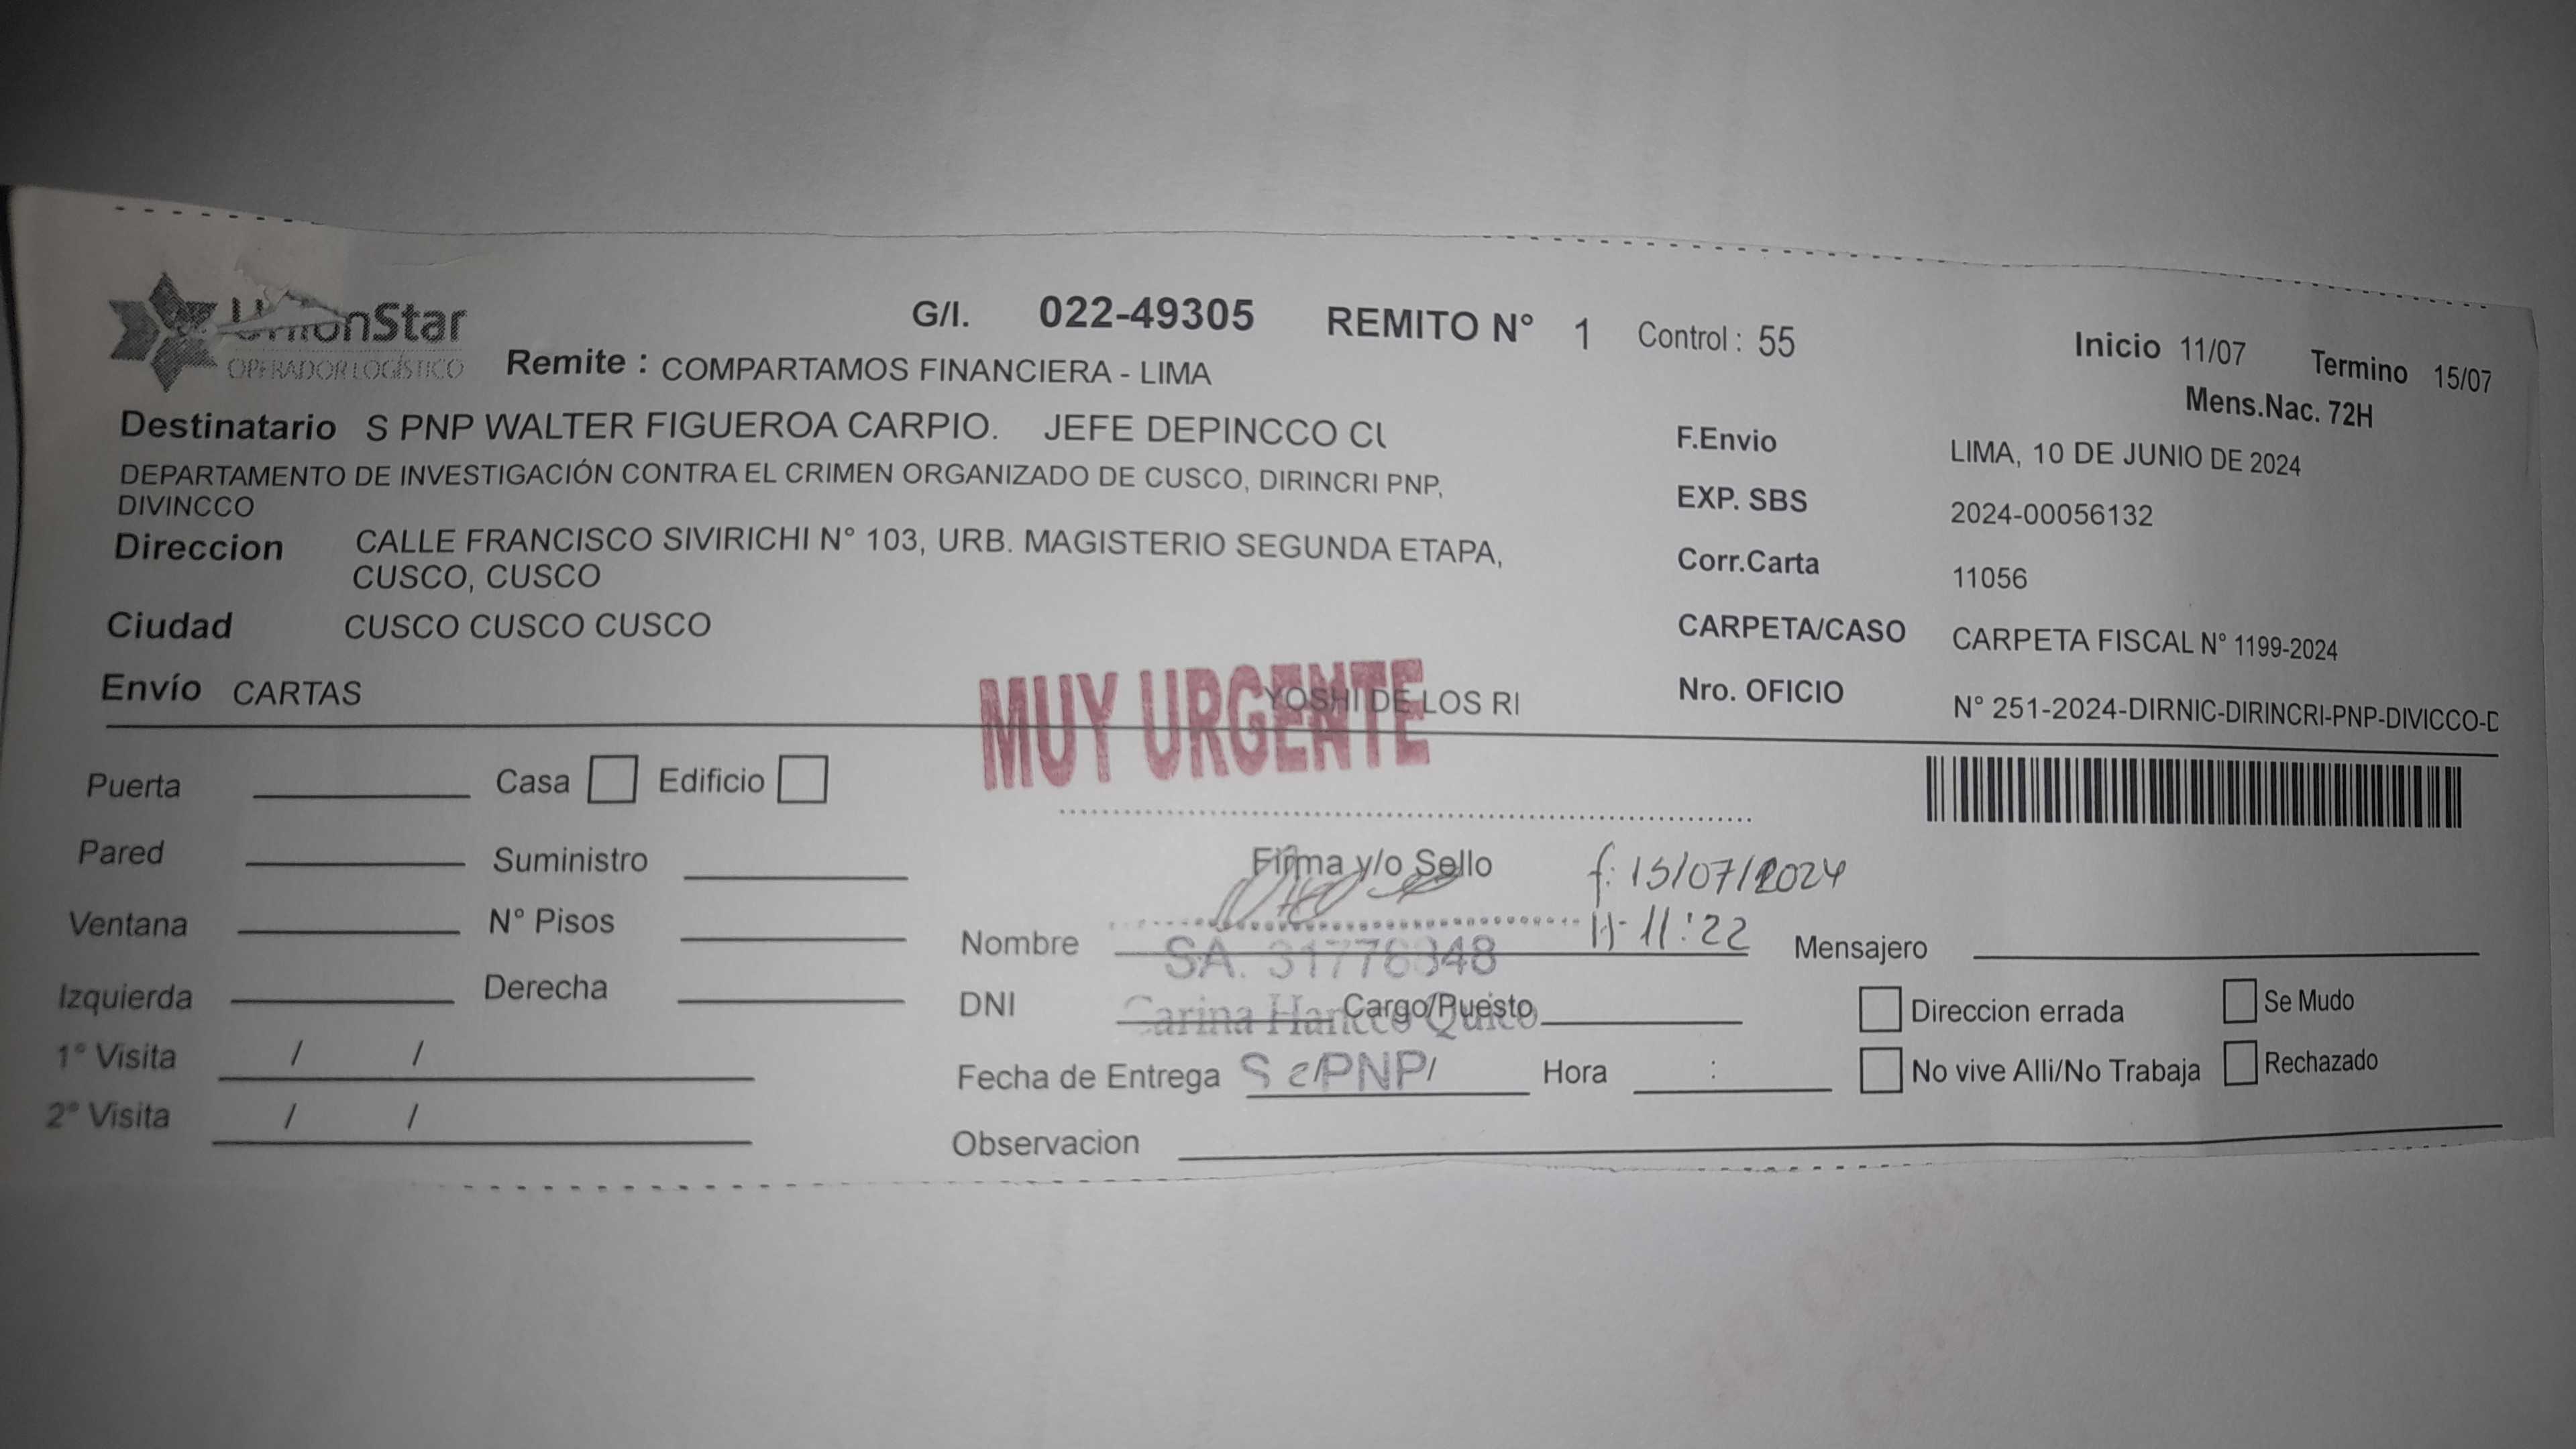 UnionStar
OPERADOR LOGÍSTICO
G/I. 022-49305 REMITO N° 1 Control : 55
Inicio 11/07 Termino 15/07
Mens.Nac. 72H
Remite : COMPARTAMOS FINANCIERA - LIMA
Destinatario S PNP WALTER FIGUEROA CARPIO. JEFE DEPINCCO
DEPARTAMENTO DE INVESTIGACIÓN CONTRA EL CRIMEN ORGANIZADO DE CUSCO, DIRINCRI PNP,
DIVINCCO
Direccion CALLE FRANCISCO SIVIRICHI N° 103, URB. MAGISTERIO SEGUNDA ETAPA,
CUSCO, CUSCO
Ciudad CUSCO CUSCO CUSCO
Envío CARTAS
YOSHI DE LOS RI
MUY URGENTE
F.Envio LIMA, 10 DE JUNIO DE 2024
EXP. SBS 2024-00056132
Corr.Carta 11056
CARPETA/CASO CARPETA FISCAL N° 1199-2024
Nro. OFICIO N° 251-2024-DIRNIC-DIRINCRI-PNP-DIVICCO-D
Puerta Casa Edificio
Pared Suministro
Ventana N° Pisos
Izquierda Derecha
1° Visita / /
2° Visita / /
Firma y/o Sello
f: 15/07/2024
H- 11:22
Nombre
SA.
Mensajero
DNI
Cargo/Puesto
Carina Hancco Quico
Fecha de Entrega
PNP
Hora :
Observacion
Direccion errada Se Mudo
No vive Alli/No Trabaja Rechazado